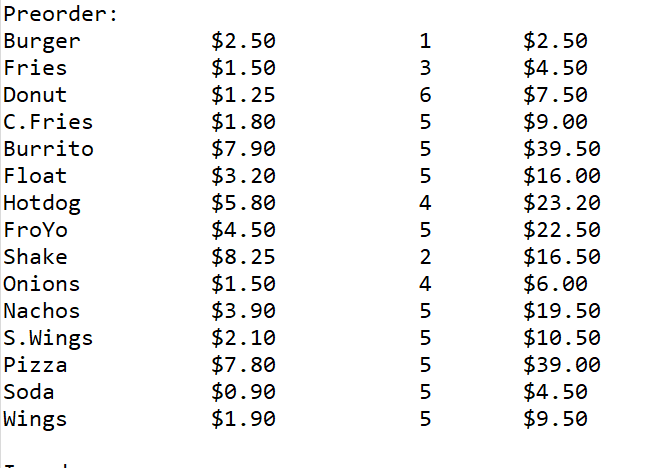 Preorder:
Burger $2.50 1 $2.50
Fries $1.50 3 $4.50
Donut $1.25 6 $7.50
C.Fries $1.80 5 $9.00
Burrito $7.90 5 $39.50
Float $3.20 5 $16.00
Hotdog $5.80 4 $23.20
FroYo $4.50 5 $22.50
Shake $8.25 2 $16.50
Onions $1.50 4 $6.00
Nachos $3.90 5 $19.50
S.Wings $2.10 5 $10.50
Pizza $7.80 5 $39.00
Soda $0.90 5 $4.50
Wings $1.90 5 $9.50